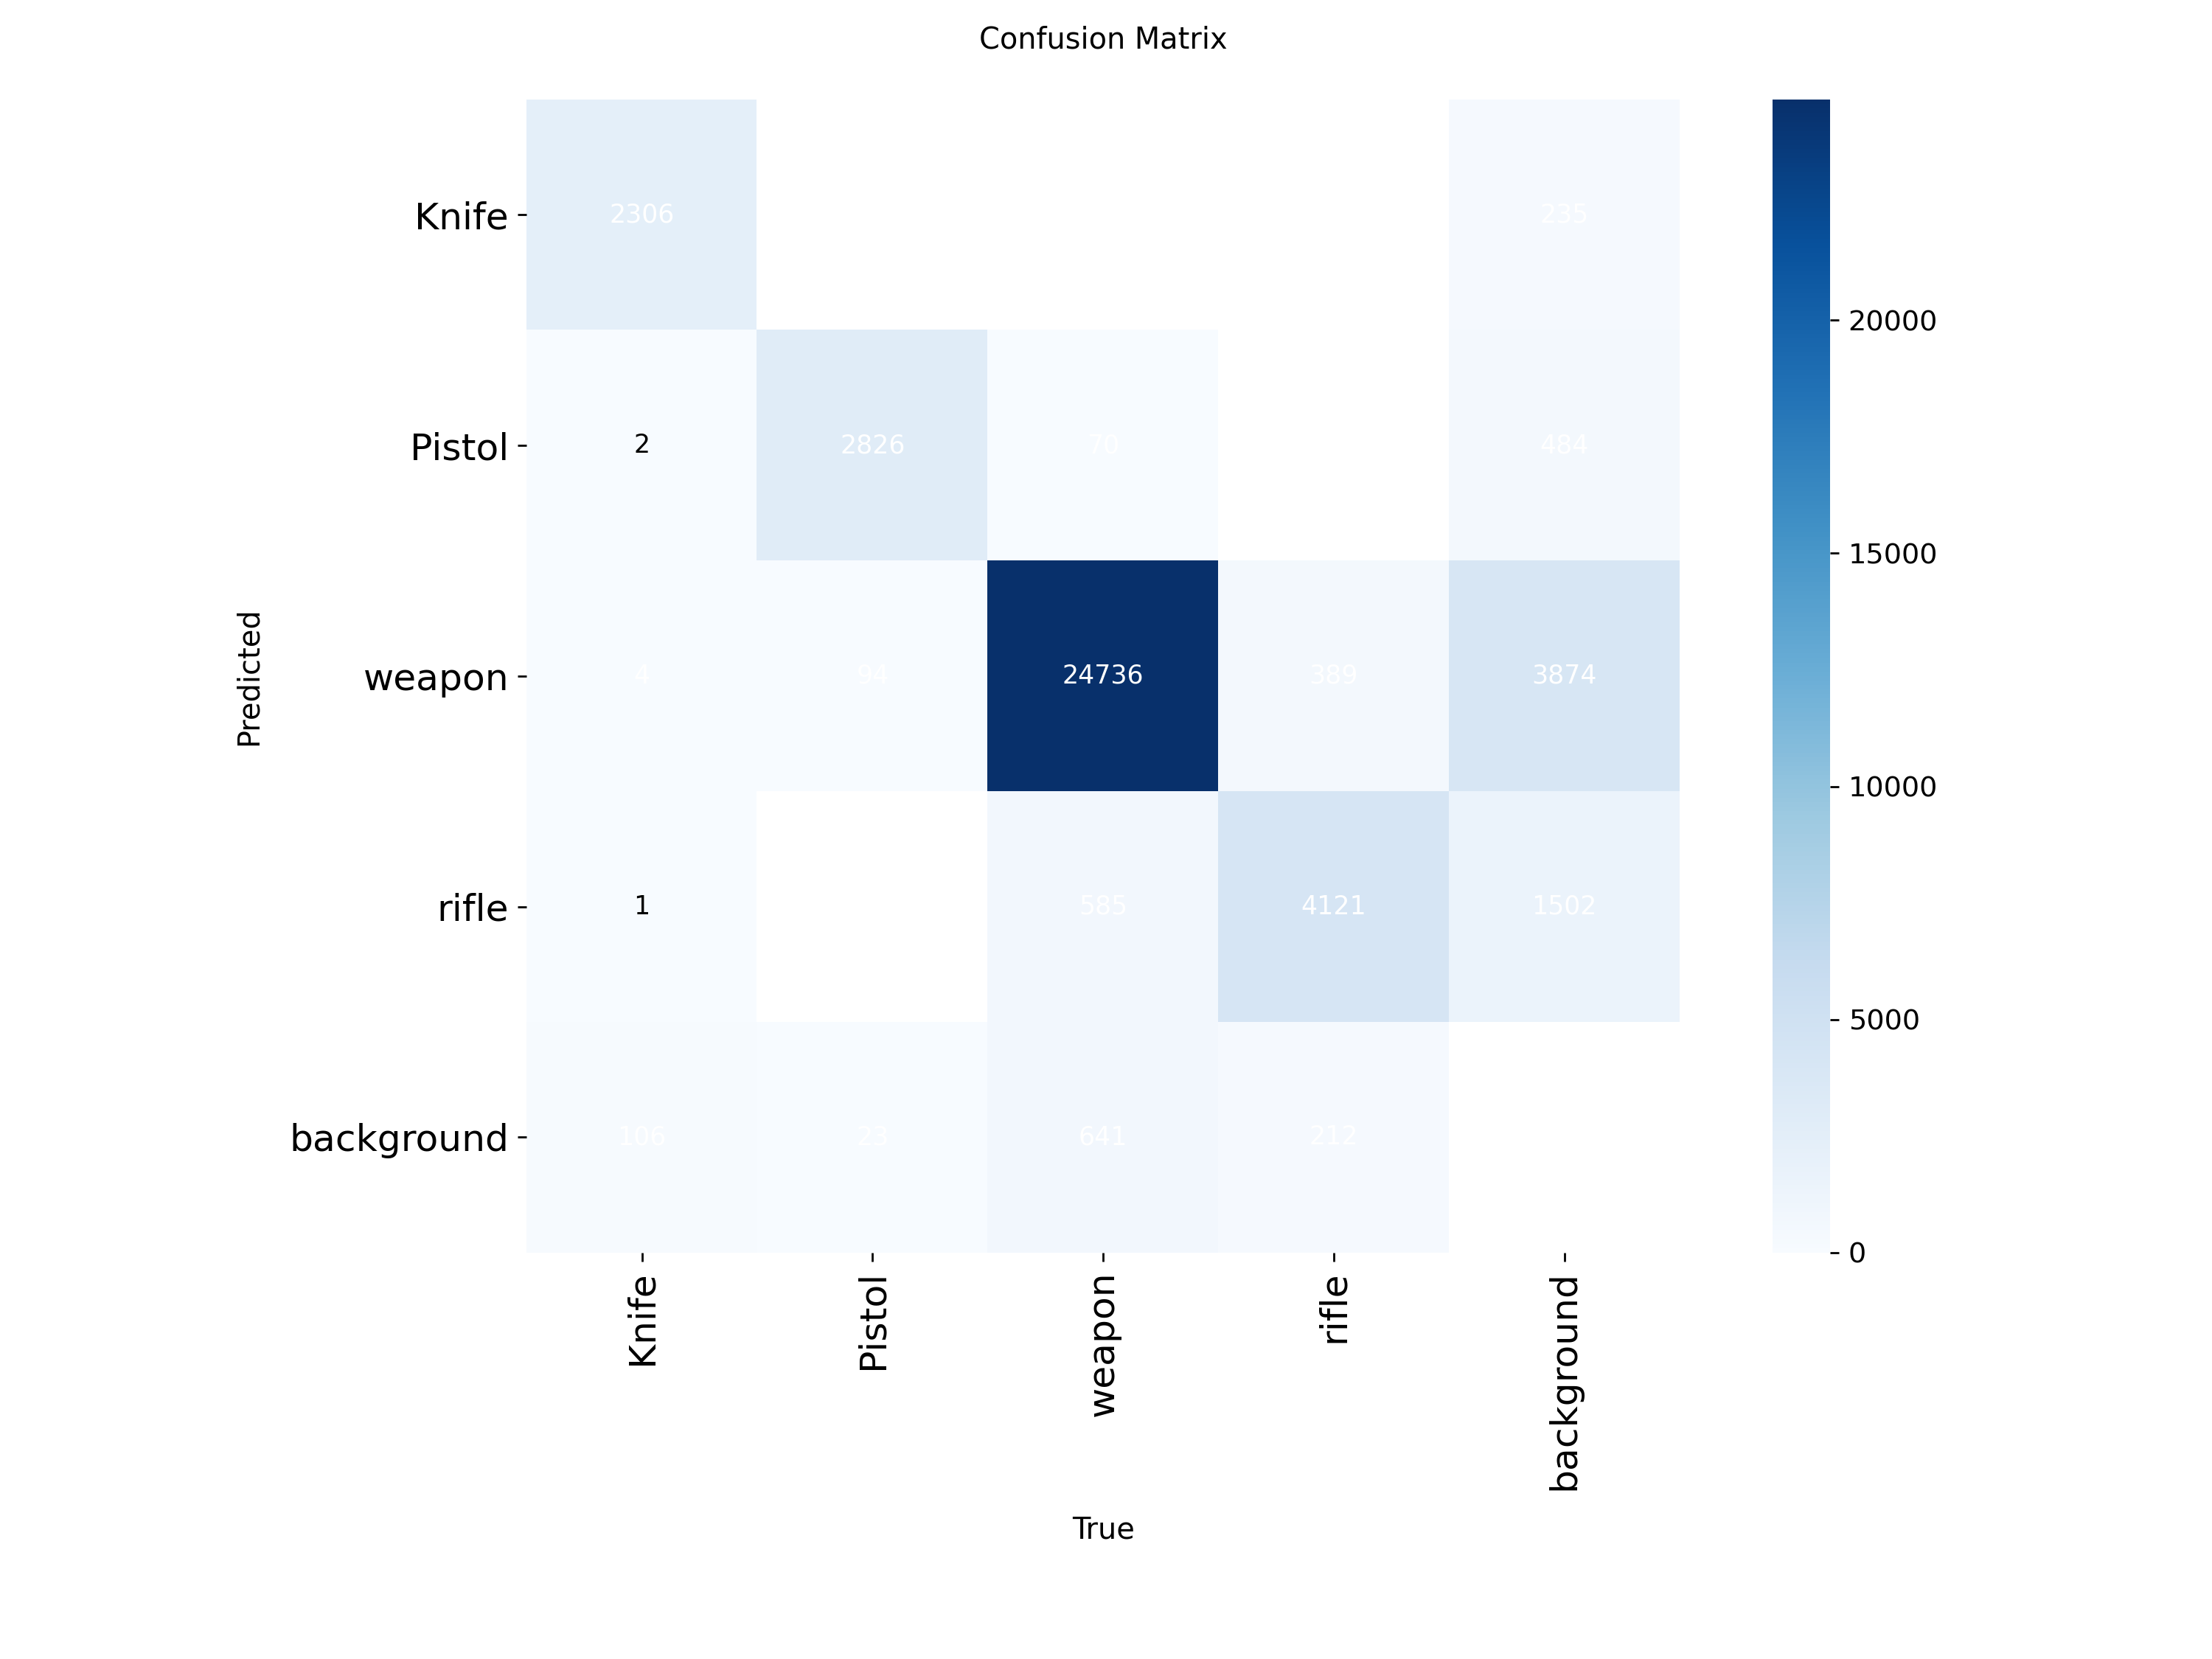 Confusion Matrix
Knife 2306 235
Pistol 2 2826 70 484
weapon 4 94 24736 389 3874
rifle 1 585 4121 1502
background 106 23 641 212
Predicted
Knife Pistol weapon rifle background
True
20000
15000
10000
5000
0